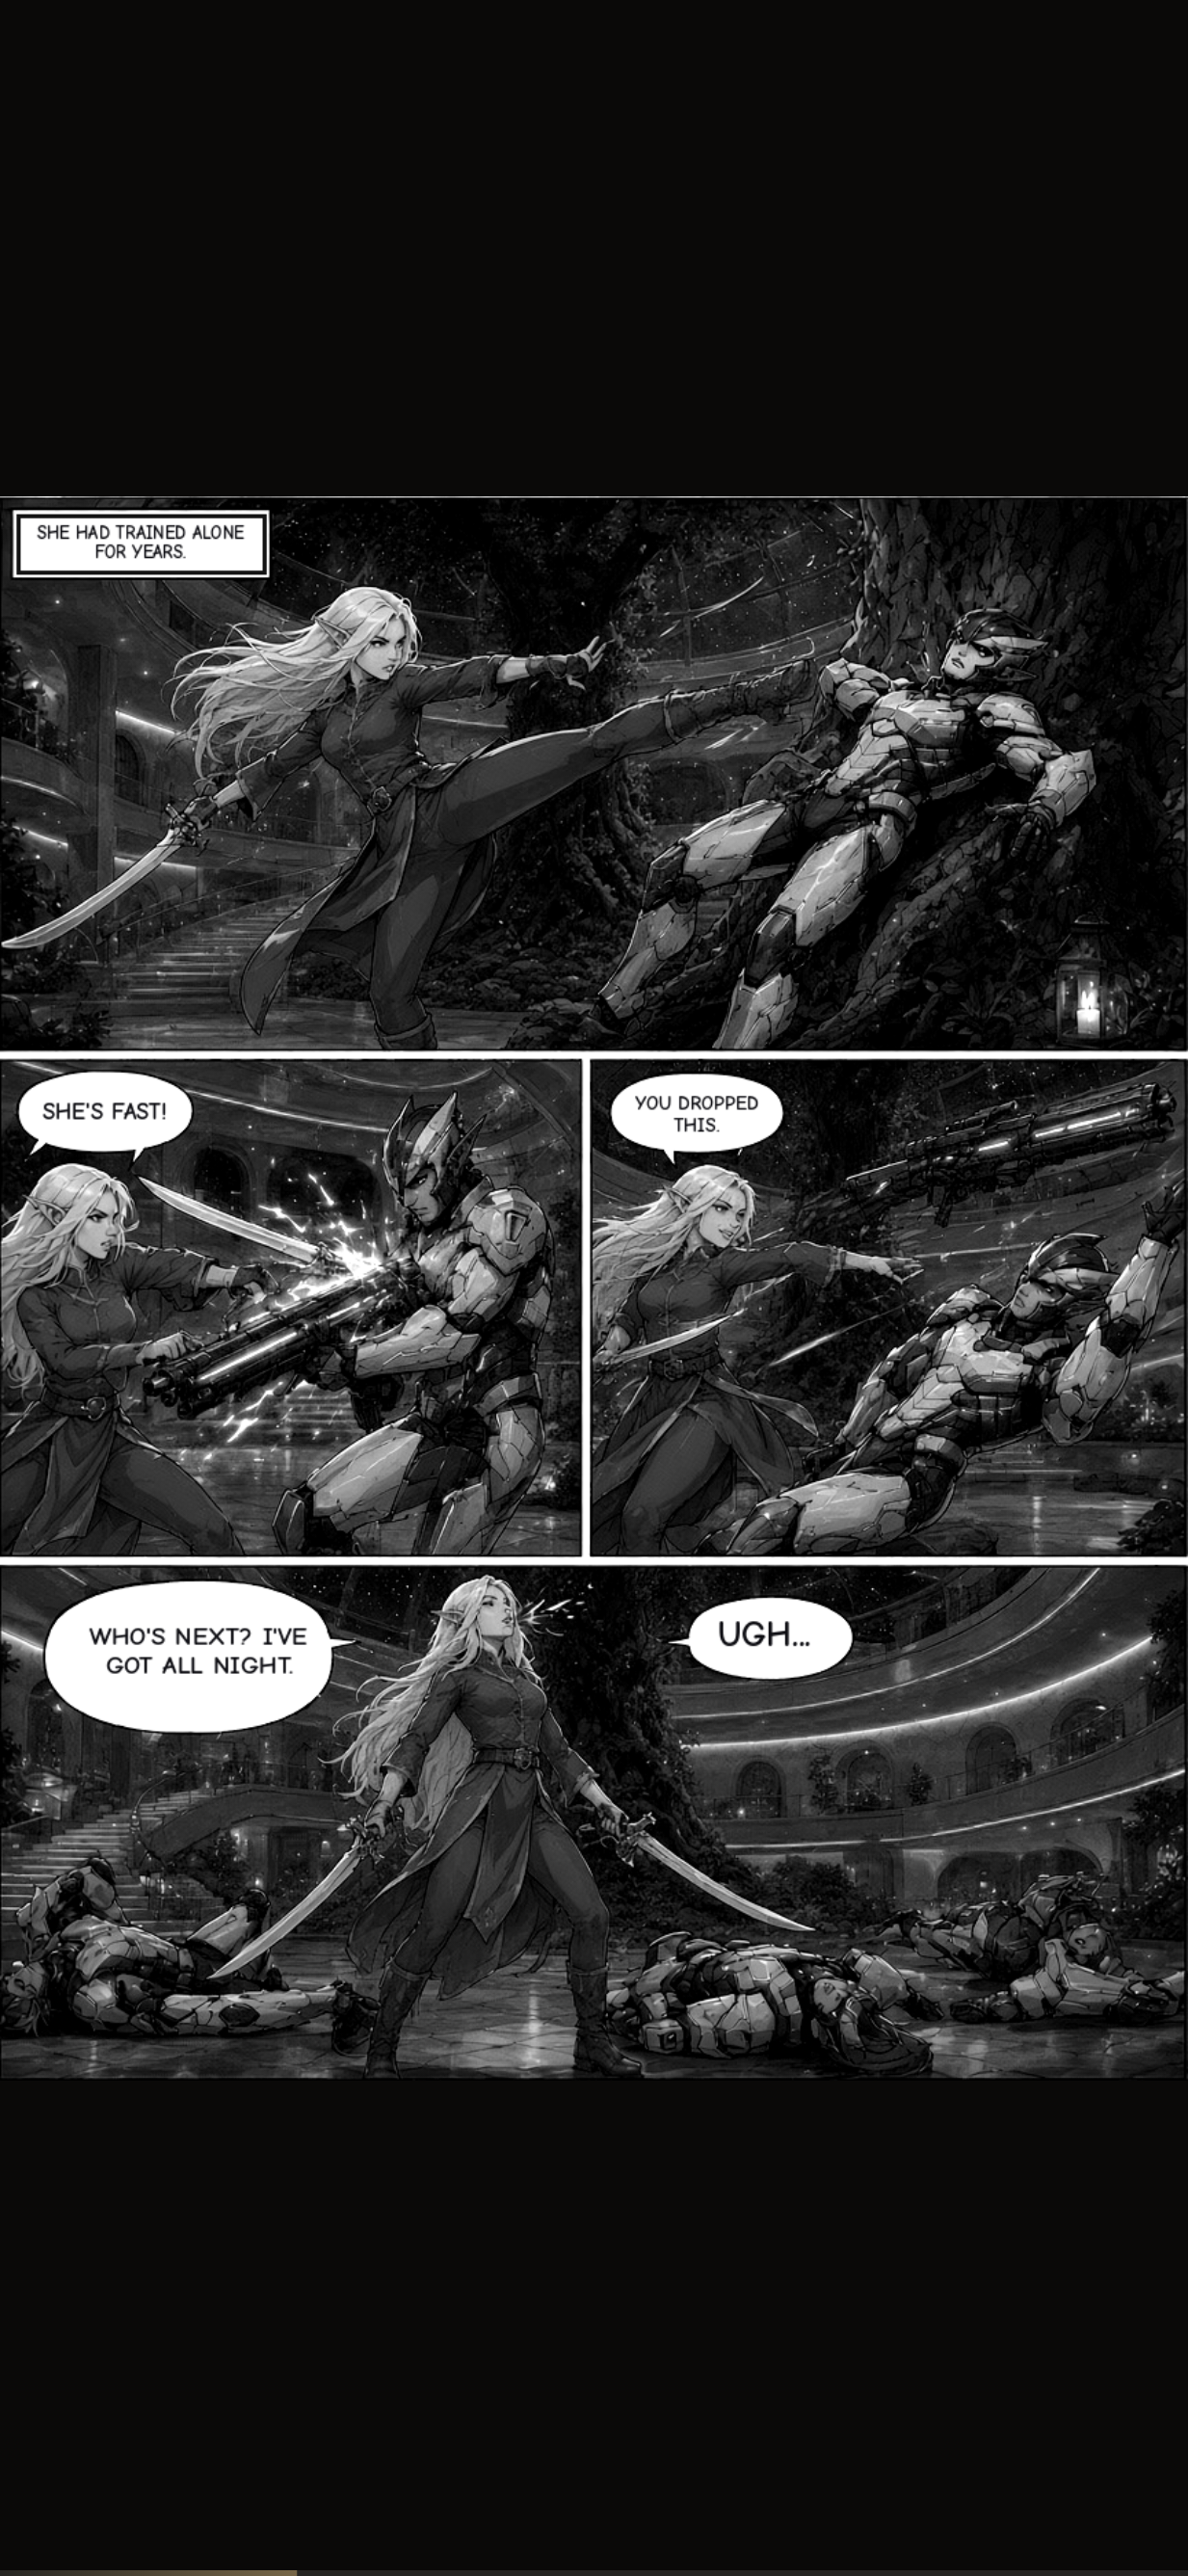 SHE HAD TRAINED ALONE
FOR YEARS.
SHE'S FAST!
YOU DROPPED
THIS.
WHO'S NEXT? I'VE
GOT ALL NIGHT.
UGH...